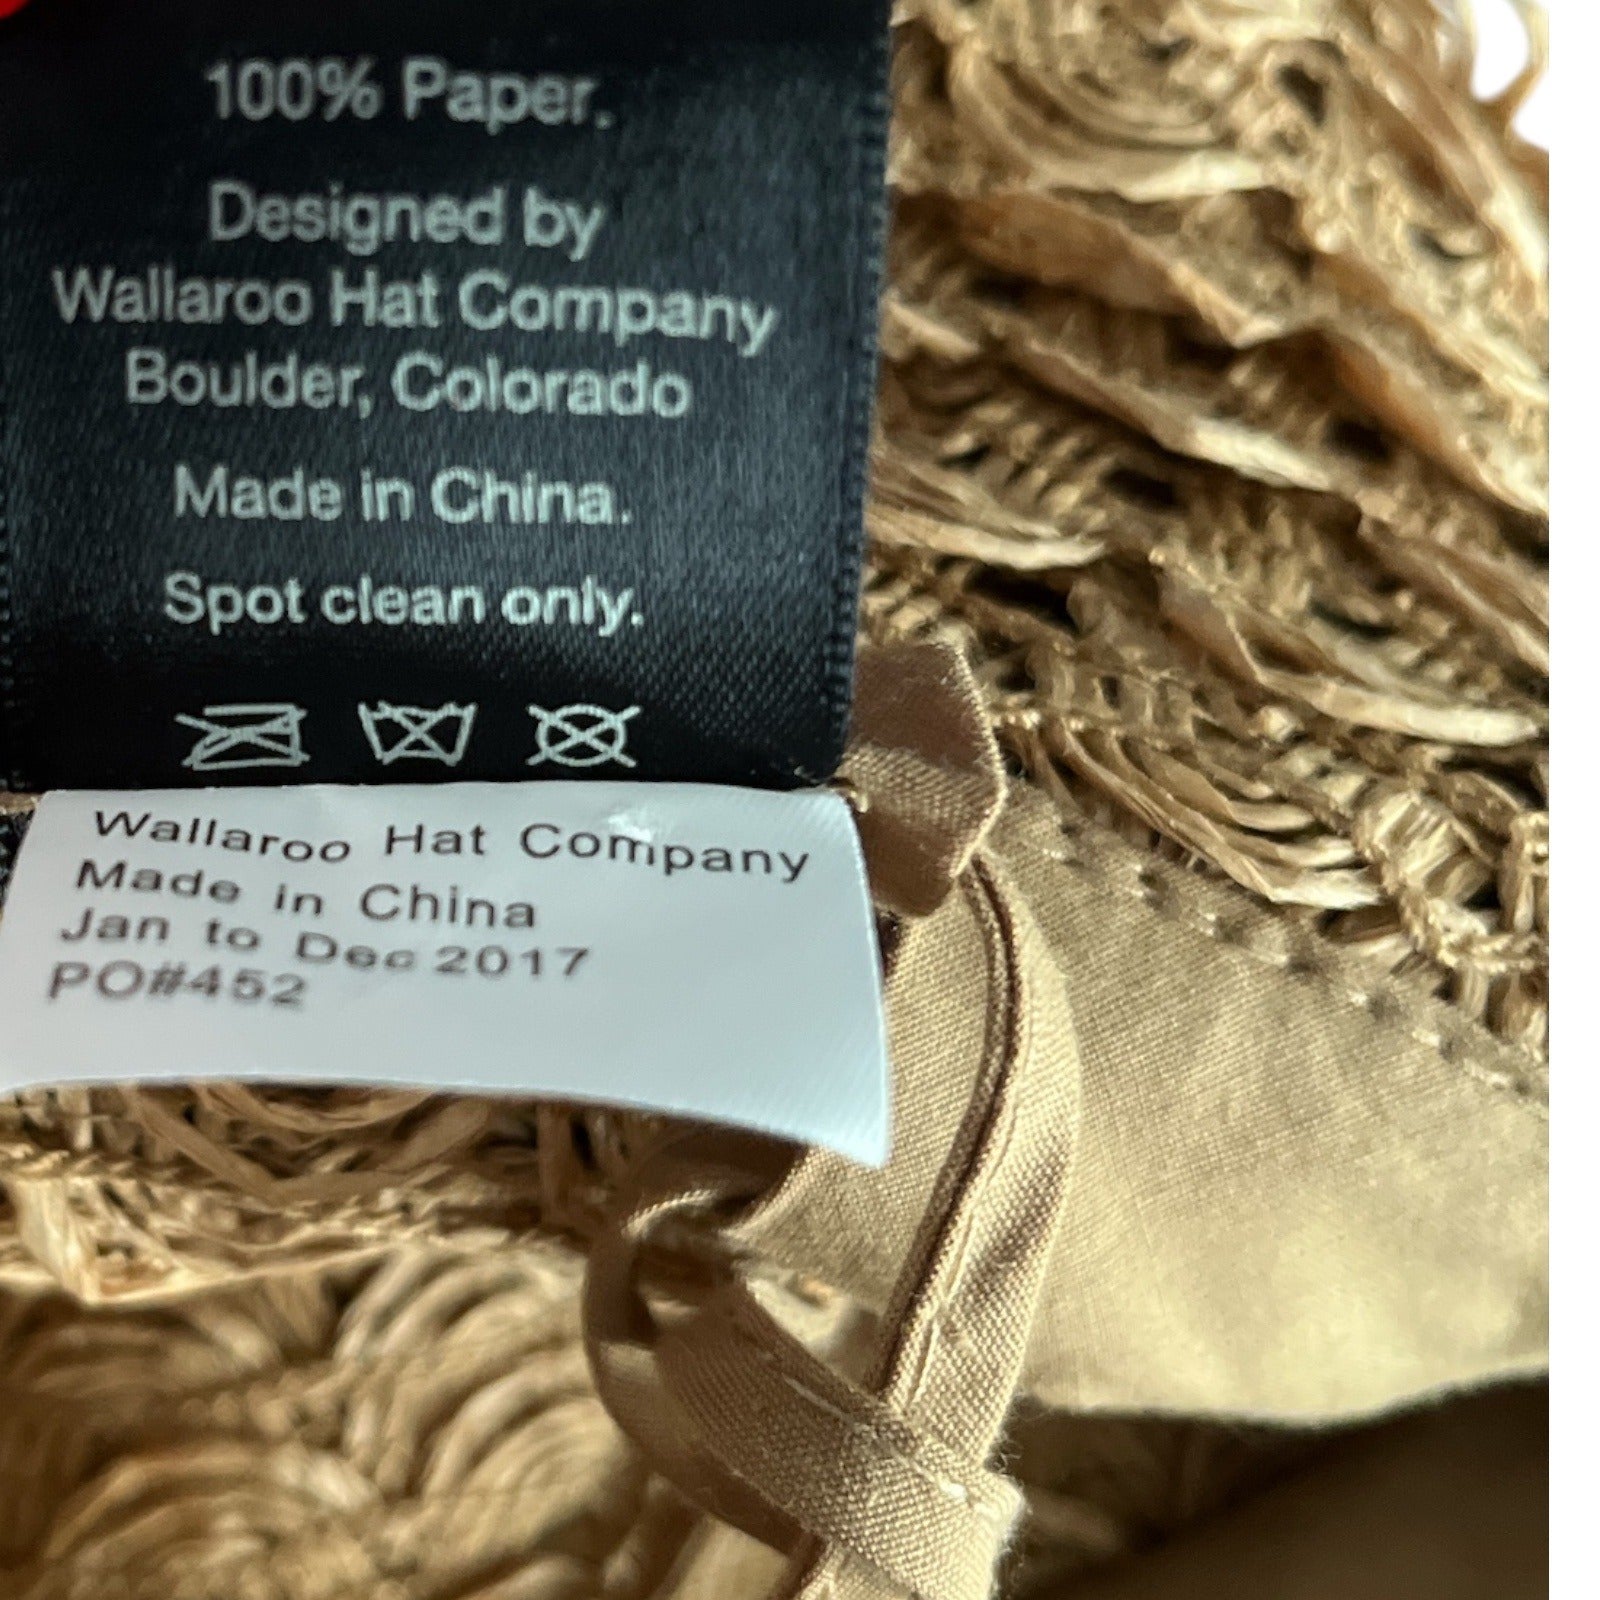 100% Paper.
Designed by
Wallaroo Hat Company
Boulder, Colorado
Made in China.
Spot clean only.
Wallaroo Hat Company
Made in China
Jan to Dec 2017
PO#452